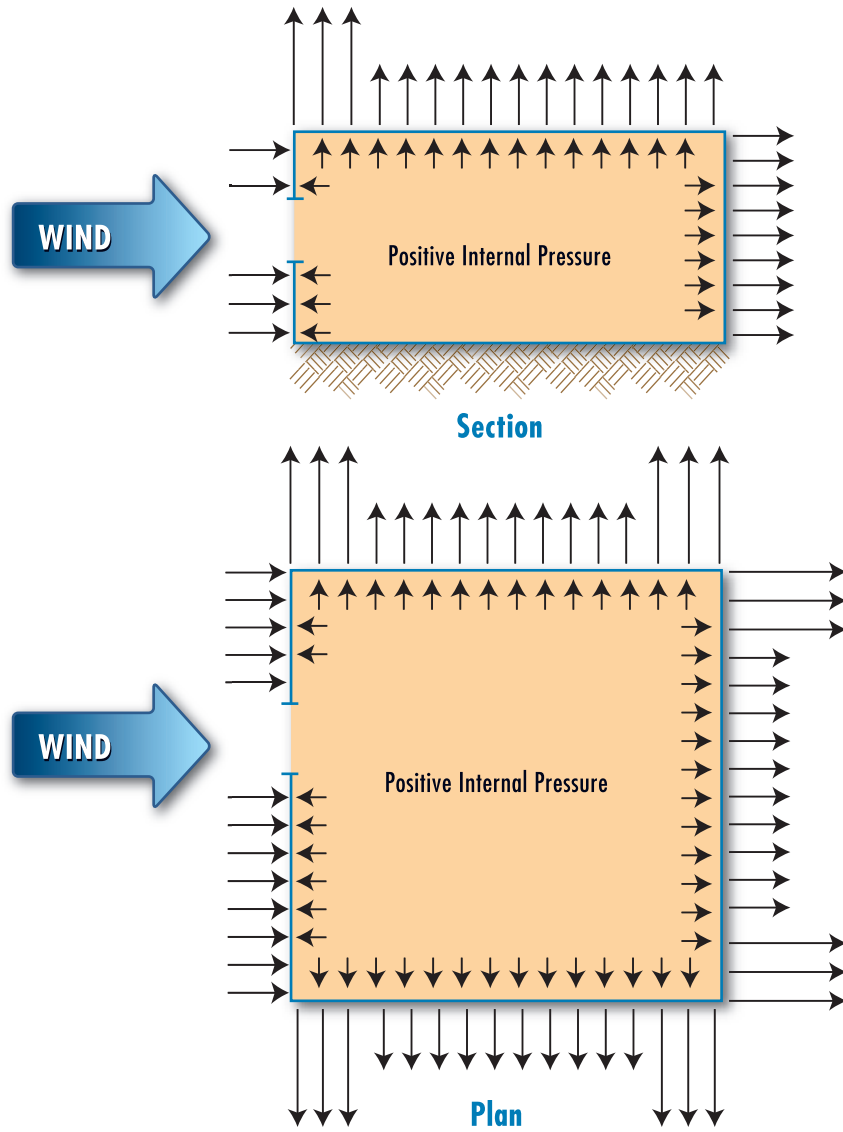 WIND
Positive Internal Pressure
Section
WIND
Positive Internal Pressure
Plan